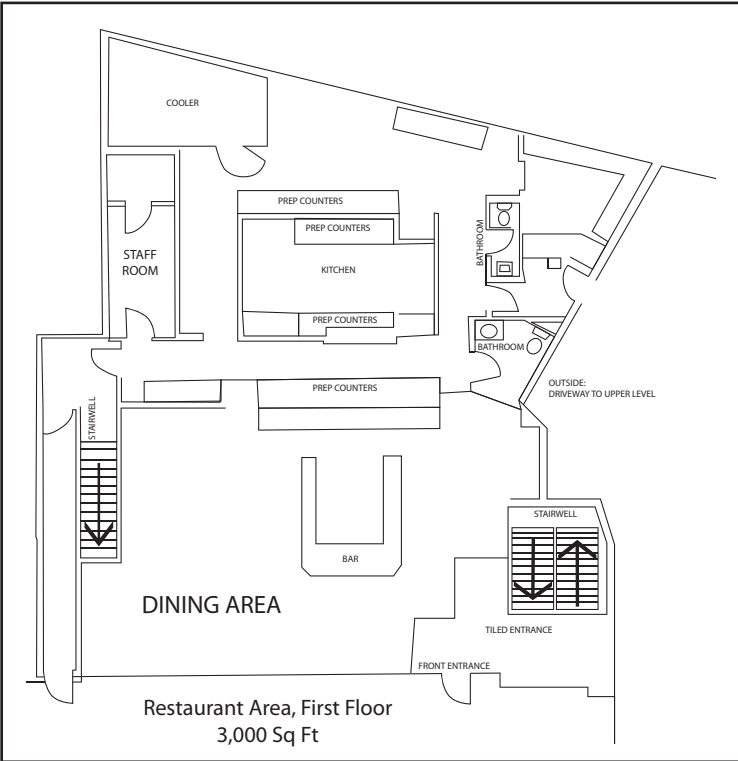 COOLER
PREP COUNTERS
PREP COUNTERS
BATHROOM
STAFF
ROOM
KITCHEN
PREP COUNTERS
BATHROOM
PREP COUNTERS
OUTSIDE:
DRIVEWAY TO UPPER LEVEL
STAIRWELL
STAIRWELL
BAR
DINING AREA
TILED ENTRANCE
FRONT ENTRANCE
Restaurant Area, First Floor
3,000 Sq Ft